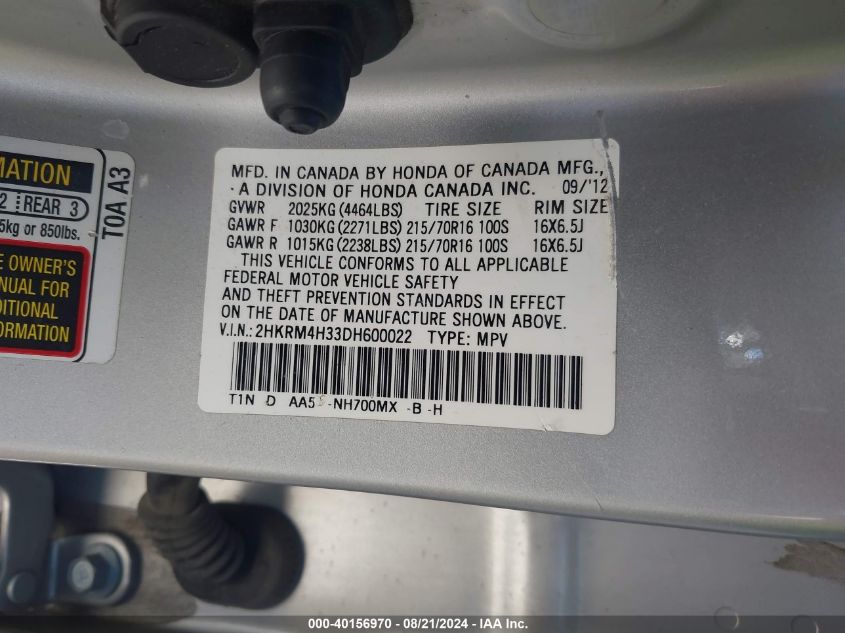 MFD. IN CANADA BY HONDA OF CANADA MFG.,
A DIVISION OF HONDA CANADA INC. 09/'12
GVWR 2025KG (4464LBS) TIRE SIZE RIM SIZE
GAWR F 1030KG (2271LBS) 215/70R16 100S 16X6.5J
GAWR R 1015KG (2238LBS) 215/70R16 100S 16X6.5J
THIS VEHICLE CONFORMS TO ALL APPLICABLE
FEDERAL MOTOR VEHICLE SAFETY
AND THEFT PREVENTION STANDARDS IN EFFECT
ON THE DATE OF MANUFACTURE SHOWN ABOVE.
V.I.N.: 2HKRM4H33DH600022 TYPE: MPV
T1N D AA5 -NH700MX -B -H
MATION
2 REAR 3
5kg or 850lbs.
OWNER'S
FOR
T0A A3
000-40156970 - 08/21/2024 - IAA Inc.